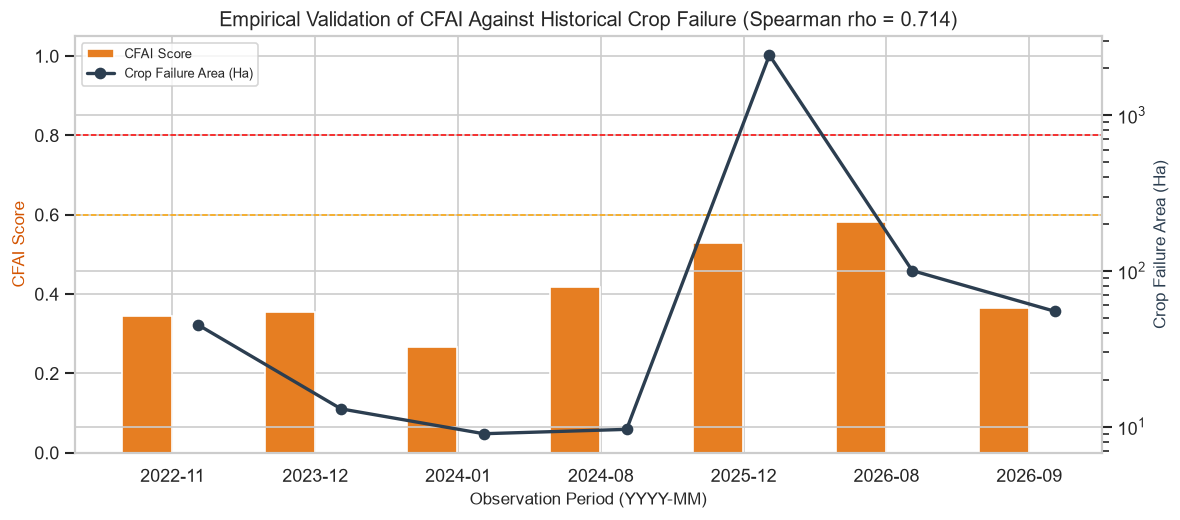 Empirical Validation of CFAI Against Historical Crop Failure (Spearman rho = 0.714)
CFAI Score
Crop Failure Area (Ha)
CFAI Score
1.0
0.8
0.6
0.4
0.2
0.0
10³
10²
10¹
Crop Failure Area (Ha)
2022-11 2023-12 2024-01 2024-08 2025-12 2026-08 2026-09
Observation Period (YYYY-MM)